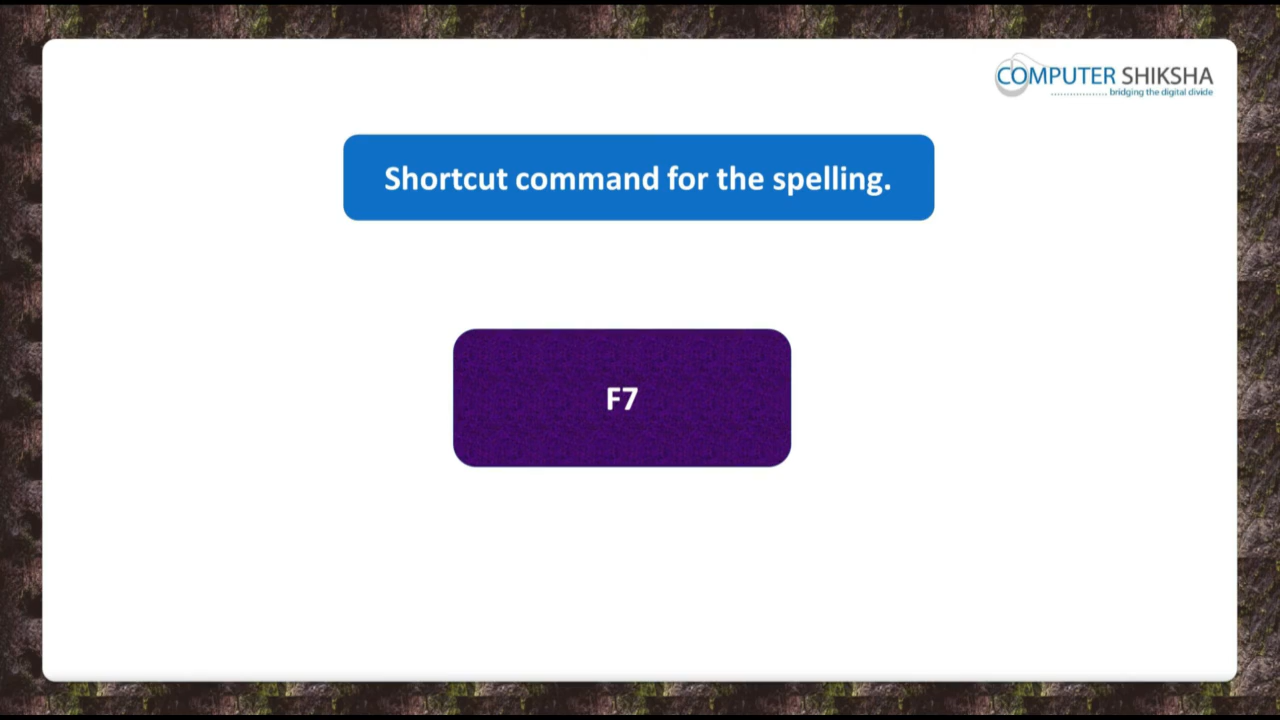 COMPUTER SHIKSHA
bridging the digital divide
Shortcut command for the spelling.
F7